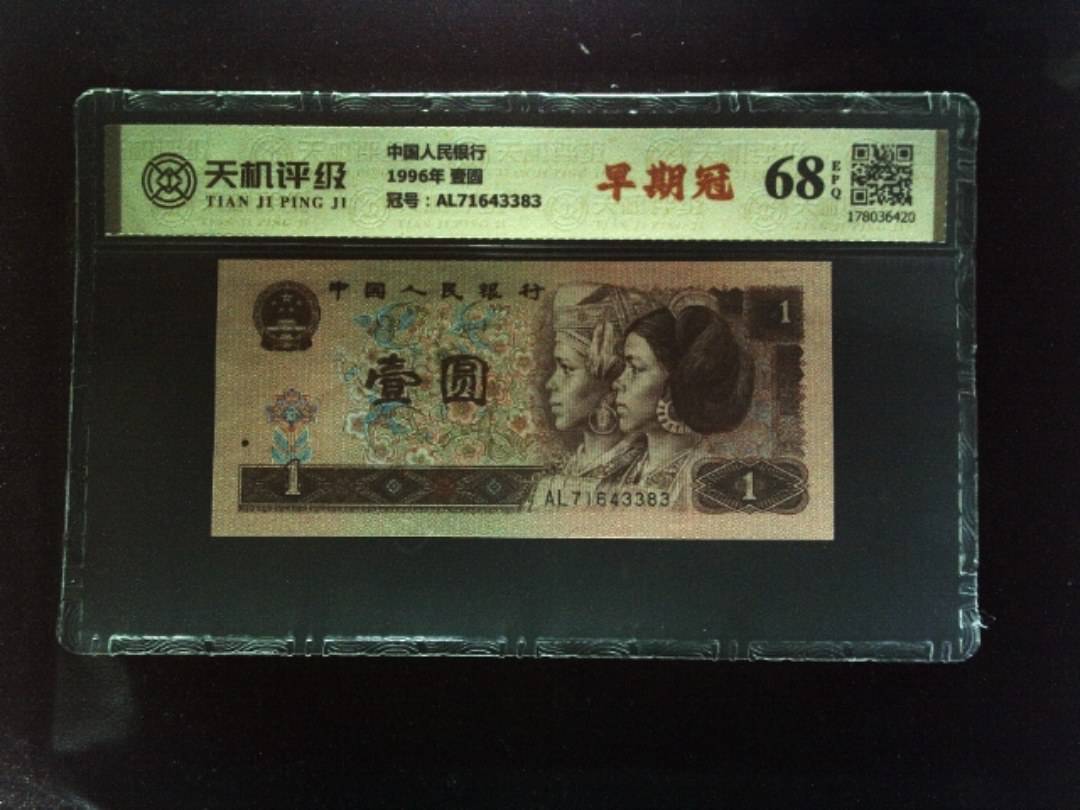 天机评级
TIAN JI PING JI
中国人民银行
1996年 壹圆
冠号：AL71643383
早期冠
68
EPQ
178036420
中国人民银行
壹圆
1
1
AL71643383
1